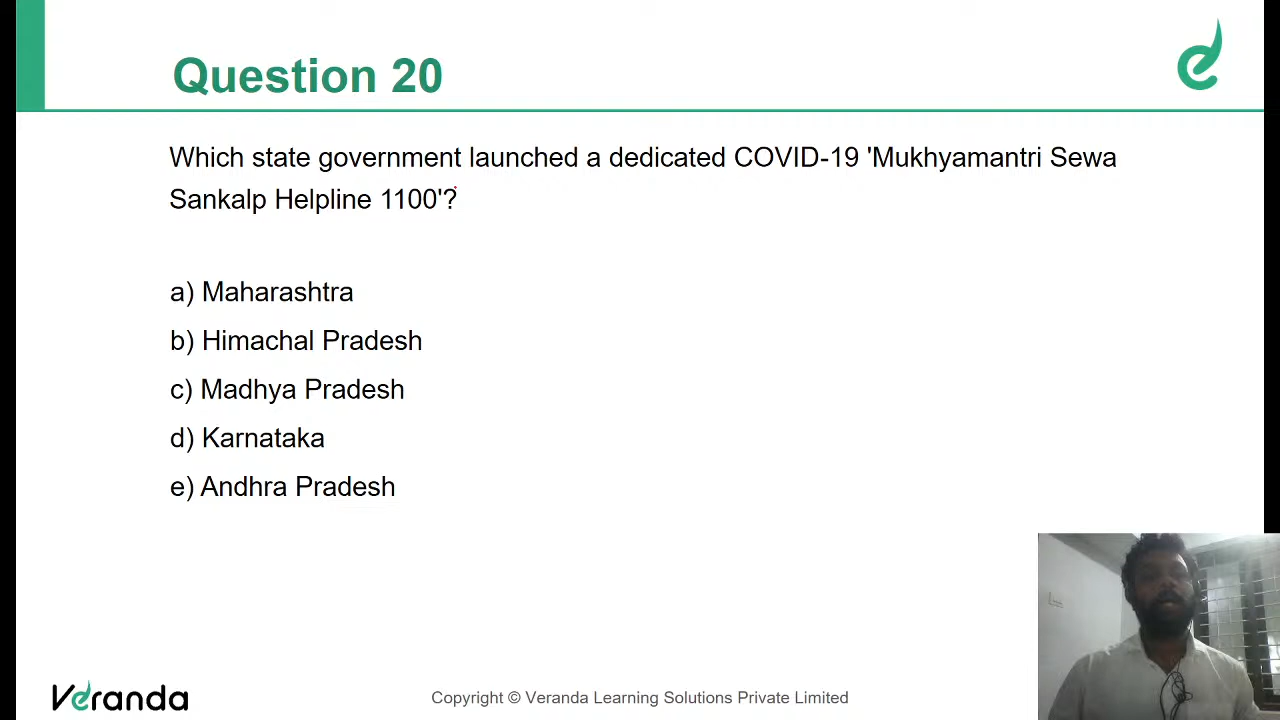 Question 20
Which state government launched a dedicated COVID-19 'Mukhyamantri Sewa
Sankalp Helpline 1100'?
a) Maharashtra
b) Himachal Pradesh
c) Madhya Pradesh
d) Karnataka
e) Andhra Pradesh
Veranda
Copyright © Veranda Learning Solutions Private Limited